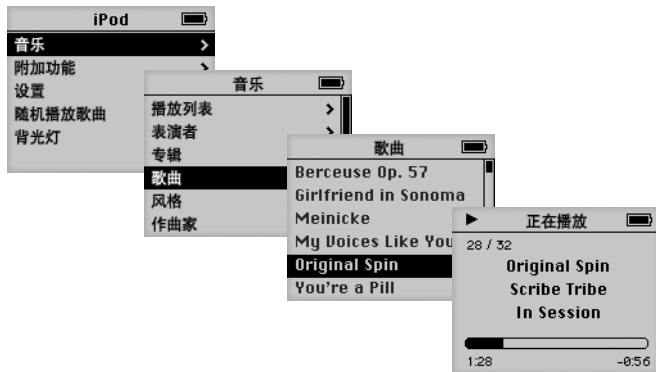 iPod
音乐
附加功能
设置
随机播放歌曲
背光灯
音乐
播放列表
表演者
专辑
歌曲
风格
作曲家
歌曲
Berceuse Op. 57
Girlfriend in Sonoma
Meinicke
My Voices Like You
Original Spin
You're a Pill
正在播放
28 / 32
Original Spin
Scribe Tribe
In Session
1:28 -0:56